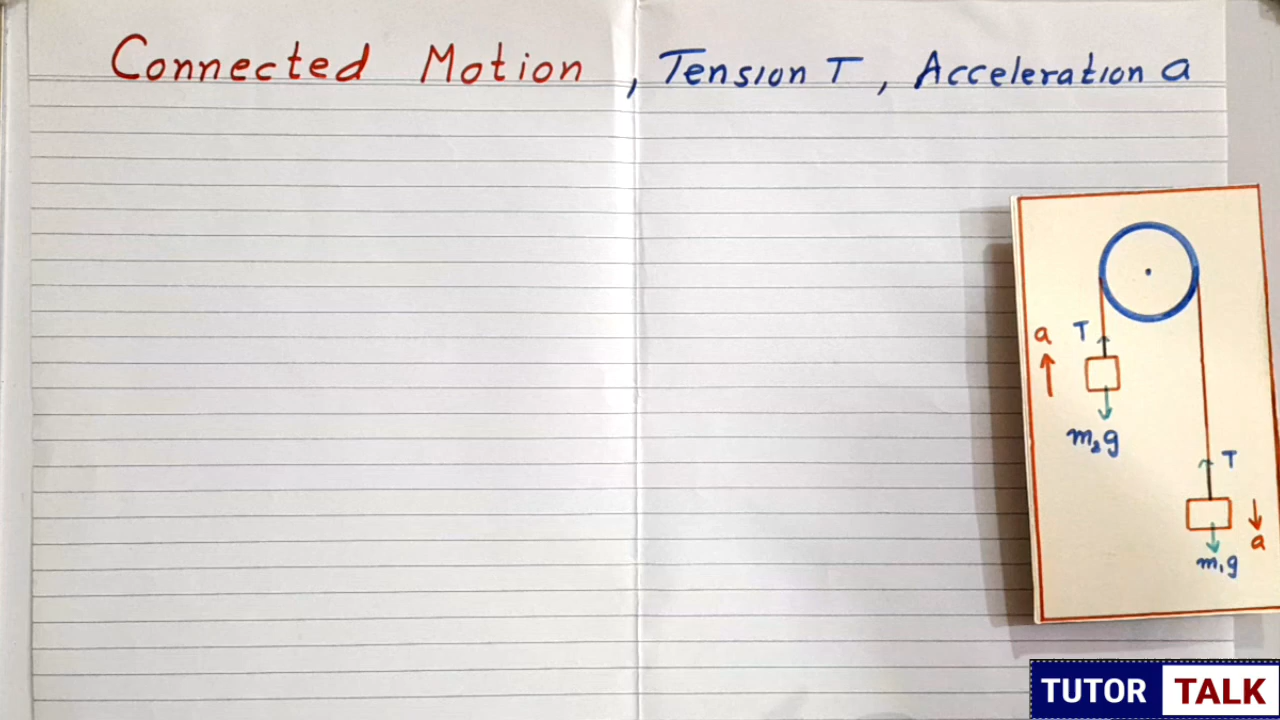 Connected Motion , Tension T , Acceleration a
a T
m₂g
T
a
m₁g
TUTOR TALK